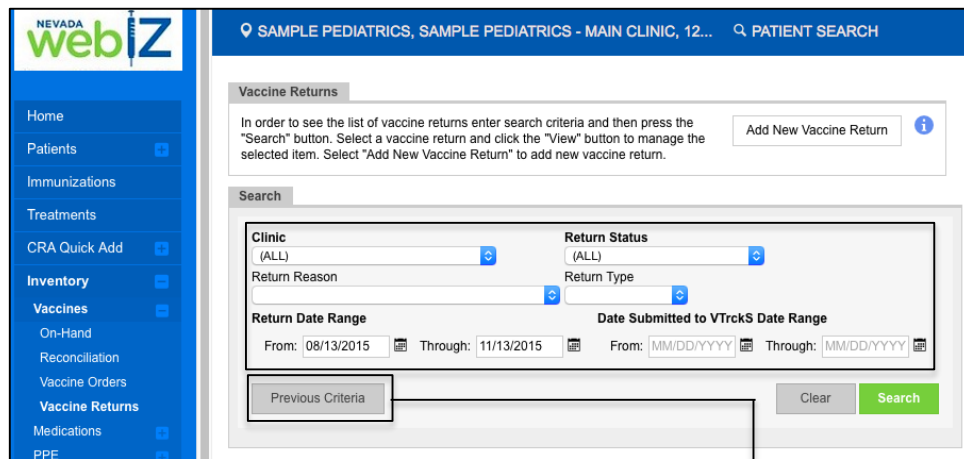 NEVADA
webIZ
SAMPLE PEDIATRICS, SAMPLE PEDIATRICS - MAIN CLINIC, 12...
PATIENT SEARCH
Home
Patients
Immunizations
Treatments
CRA Quick Add
Inventory
Vaccines
On-Hand
Reconciliation
Vaccine Orders
Vaccine Returns
Medications
PPE
Vaccine Returns
In order to see the list of vaccine returns enter search criteria and then press the
"Search" button. Select a vaccine return and click the "View" button to manage the
selected item. Select "Add New Vaccine Return" to add new vaccine return.
Add New Vaccine Return
Search
Clinic
(ALL)
Return Status
(ALL)
Return Reason
Return Type
Return Date Range
Date Submitted to VTrckS Date Range
From: 08/13/2015 Through: 11/13/2015
From: MM/DD/YYYY Through: MM/DD/YYYY
Previous Criteria
Clear
Search